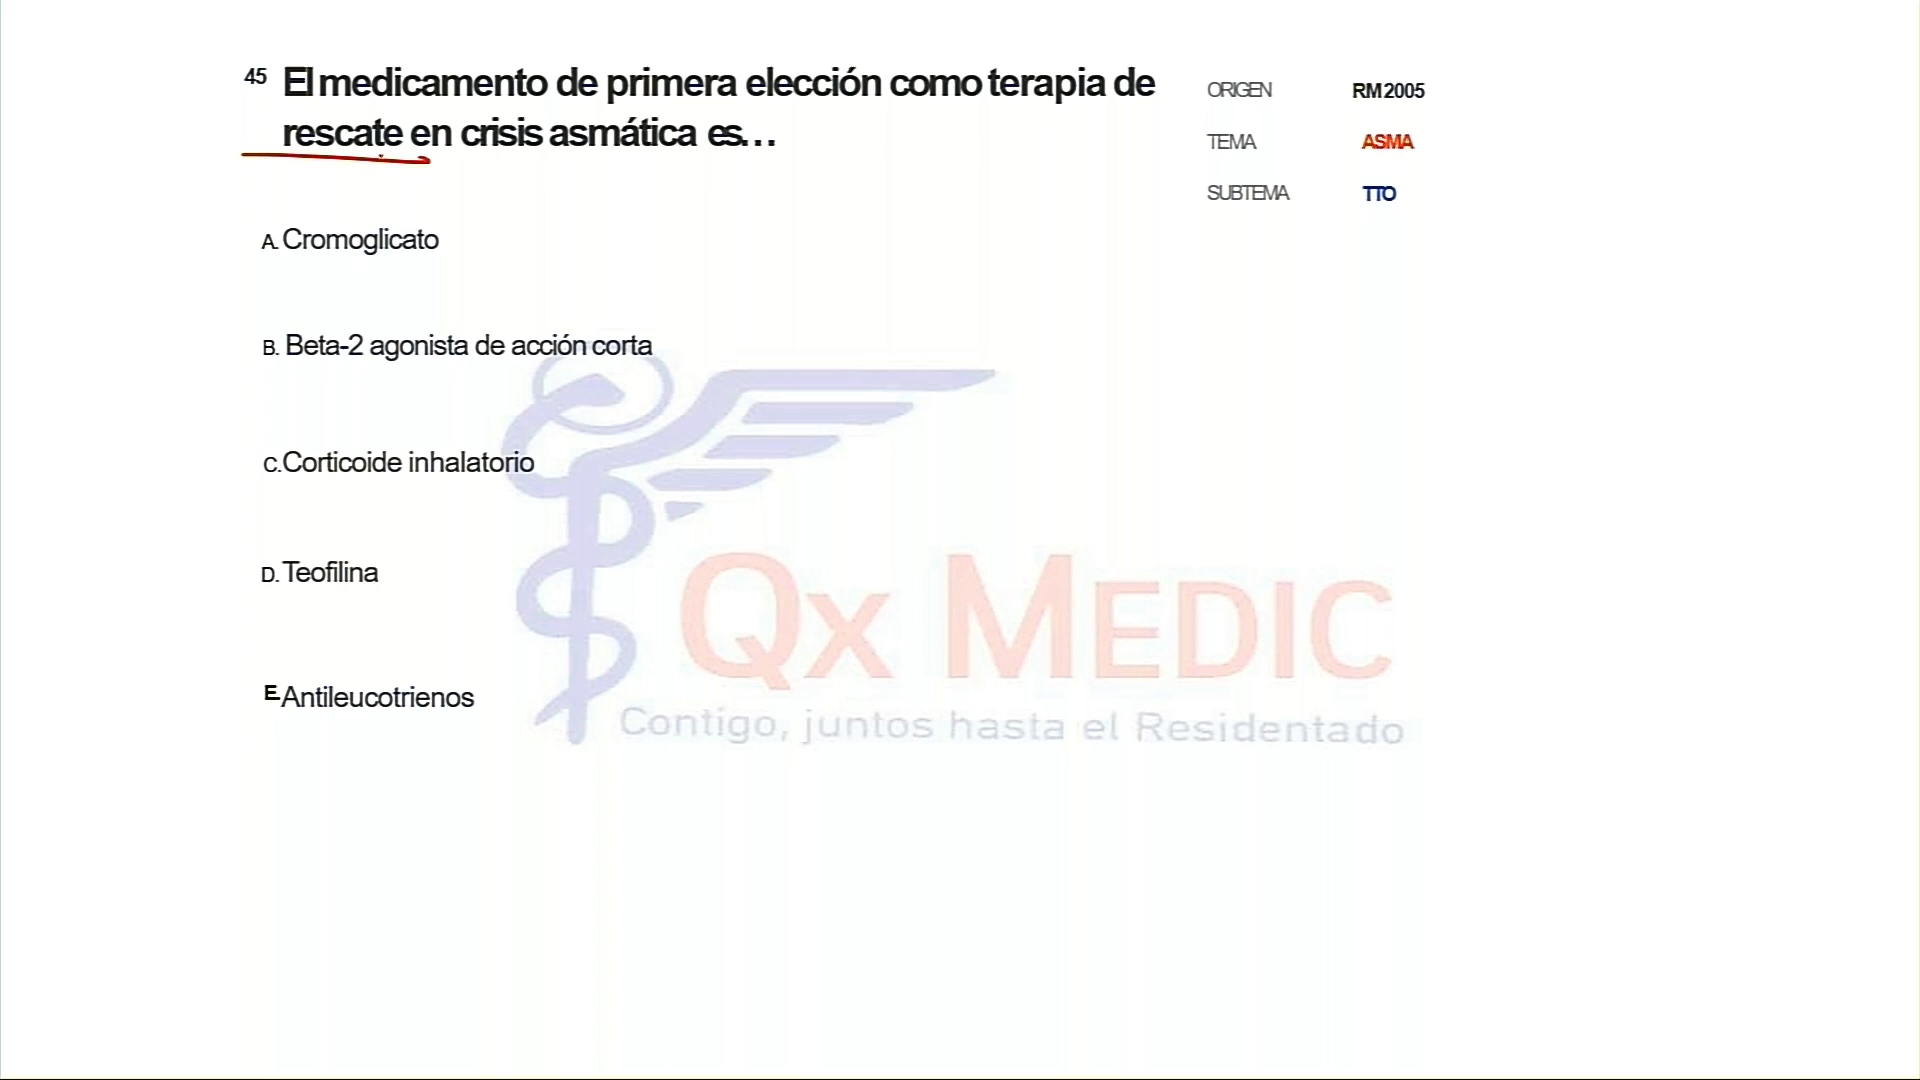 45 El medicamento de primera elección como terapia de
rescate en crisis asmática es…
ORIGEN RM 2005
TEMA ASMA
SUBTEMA TTO
A. Cromoglicato
B. Beta-2 agonista de acción corta
C. Corticoide inhalatorio
D. Teofilina
E. Antileucotrienos
Qx MEDIC
Contigo, juntos hasta el Residentado